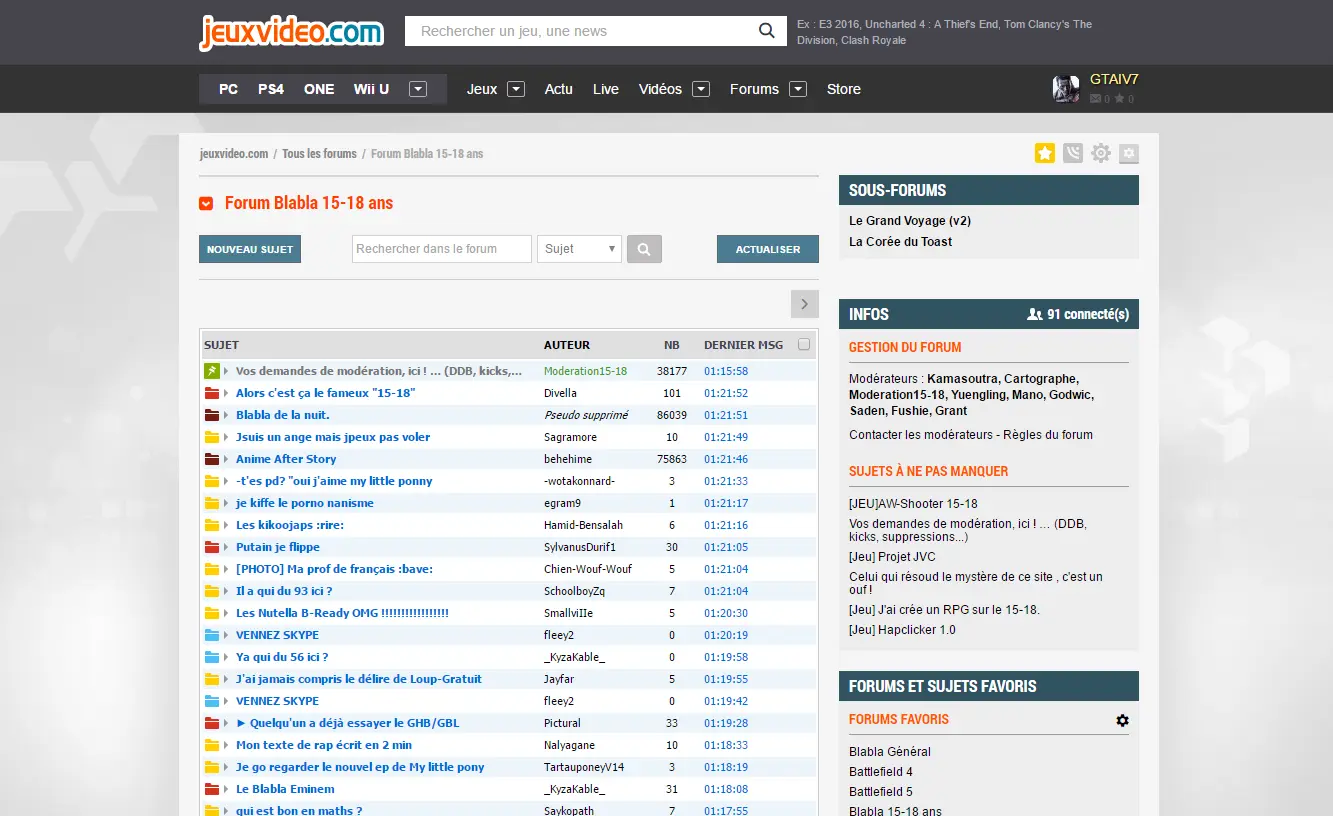 jeuxvideo.com
Rechercher un jeu, une news
Ex : E3 2016, Uncharted 4 : A Thief's End, Tom Clancy's The
Division, Clash Royale
PC PS4 ONE Wii U Jeux Actu Live Vidéos Forums Store
GTAIV7
0 0
jeuxvideo.com / Tous les forums / Forum Blabla 15-18 ans
Forum Blabla 15-18 ans
NOUVEAU SUJET Rechercher dans le forum Sujet ACTUALISER
SUJET AUTEUR NB DERNIER MSG
Vos demandes de modération, ici ! ... (DDB, kicks,... Moderation15-18 38177 01:15:58
Alors c'est ça le fameux "15-18" Divella 101 01:21:52
Blabla de la nuit. Pseudo supprimé 86039 01:21:51
Jsuis un ange mais jpeux pas voler Sagramore 10 01:21:49
Anime After Story behehime 75863 01:21:46
-t'es pd? "oui j'aime my little ponny -wotakonnard- 3 01:21:33
je kiffe le porno nanisme egram9 1 01:21:17
Les kikoojaps :rire: Hamid-Bensalah 6 01:21:16
Putain je flippe SylvanusDurif1 30 01:21:05
[PHOTO] Ma prof de français :bave: Chien-Wouf-Wouf 5 01:21:04
Il a qui du 93 ici ? SchoolboyZq 7 01:21:04
Les Nutella B-Ready OMG !!!!!!!!!!!!!!!!! SmallviIIe 5 01:20:30
VENNEZ SKYPE fleey2 0 01:20:19
Ya qui du 56 ici ? _KyzaKable_ 0 01:19:58
J'ai jamais compris le délire de Loup-Gratuit Jayfar 5 01:19:55
VENNEZ SKYPE fleey2 0 01:19:42
► Quelqu'un a déjà essayer le GHB/GBL Pictural 33 01:19:28
Mon texte de rap écrit en 2 min Nalyagane 10 01:18:33
Je go regarder le nouvel ep de My little pony TartauponeyV14 3 01:18:19
Le Blabla Eminem _KyzaKable_ 31 01:18:08
qui est bon en maths ? Saykopath 7 01:17:55
SOUS-FORUMS
Le Grand Voyage (v2)
La Corée du Toast
INFOS 91 connecté(s)
GESTION DU FORUM
Modérateurs : Kamasoutra, Cartographe,
Moderation15-18, Yuengling, Mano, Godwic,
Saden, Fushie, Grant
Contacter les modérateurs - Règles du forum
SUJETS À NE PAS MANQUER
[JEU]AW-Shooter 15-18
Vos demandes de modération, ici ! ... (DDB,
kicks, suppressions...)
[Jeu] Projet JVC
Celui qui résoud le mystère de ce site , c'est un
ouf !
[Jeu] J'ai crée un RPG sur le 15-18.
[Jeu] Hapclicker 1.0
FORUMS ET SUJETS FAVORIS
FORUMS FAVORIS
Blabla Général
Battlefield 4
Battlefield 5
Blabla 15-18 ans